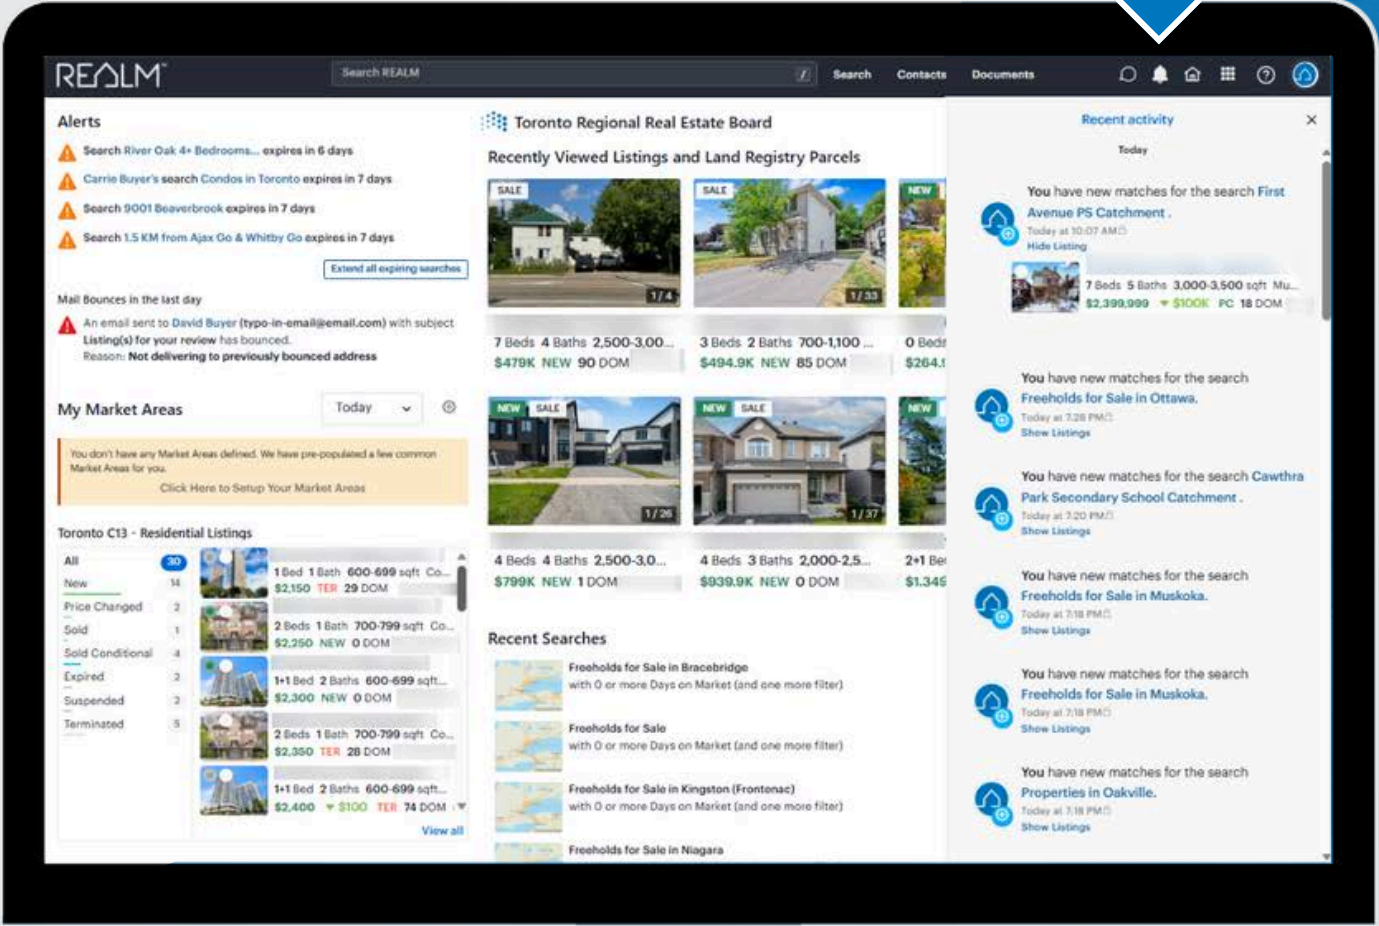 REALM™
Search REALM
/
Search
Contacts
Documents
Alerts
Search River Oak 4+ Bedrooms... expires in 6 days
Carrie Buyer's search Condos in Toronto expires in 7 days
Search 9001 Beaverbrook expires in 7 days
Search 1.5 KM from Ajax Go & Whitby Go expires in 7 days
Extend all expiring searches
Mail Bounces in the last day
An email sent to David Buyer (typo-in-email@email.com) with subject
Listing(s) for your review has bounced.
Reason: Not delivering to previously bounced address
My Market Areas
Today
You don't have any Market Areas defined. We have pre-populated a few common
Market Areas for you.
Click Here to Setup Your Market Areas
Toronto C13 - Residential Listings
All 30
New 14
Price Changed 2
Sold 1
Sold Conditional 4
Expired 2
Suspended 2
Terminated 5
1 Bed 1 Bath 600-699 sqft Co...
$2,150 TER 29 DOM
2 Beds 1 Bath 700-799 sqft Co...
$2,250 NEW 0 DOM
1+1 Bed 2 Baths 600-699 sqft...
$2,300 NEW 0 DOM
2 Beds 1 Bath 700-799 sqft Co...
$2,350 TER 28 DOM
1+1 Bed 2 Baths 600-699 sqft...
$2,400 $100 TER 74 DOM
View all
Toronto Regional Real Estate Board
Recently Viewed Listings and Land Registry Parcels
SALE
1/4
7 Beds 4 Baths 2,500-3,00...
$479K NEW 90 DOM
SALE
1/33
3 Beds 2 Baths 700-1,100 ...
$494.9K NEW 85 DOM
NEW
0 Beds
$264.9
NEW SALE
1/26
4 Beds 4 Baths 2,500-3,0...
$799K NEW 1 DOM
NEW SALE
1/37
4 Beds 3 Baths 2,000-2,5...
$939.9K NEW 0 DOM
NEW
2+1 Be
$1.349
Recent Searches
Freeholds for Sale in Bracebridge
with 0 or more Days on Market (and one more filter)
Freeholds for Sale
with 0 or more Days on Market (and one more filter)
Freeholds for Sale in Kingston (Frontenac)
with 0 or more Days on Market (and one more filter)
Freeholds for Sale in Niagara
Recent activity
Today
You have new matches for the search First
Avenue PS Catchment .
Today at 10:07 AM
Hide Listing
7 Beds 5 Baths 3,000-3,500 sqft Mu...
$2,399,999 $100K PC 18 DOM
You have new matches for the search
Freeholds for Sale in Ottawa.
Today at 7:28 PM
Show Listings
You have new matches for the search Cawthra
Park Secondary School Catchment .
Today at 7:20 PM
Show Listings
You have new matches for the search
Freeholds for Sale in Muskoka.
Today at 7:18 PM
Show Listings
You have new matches for the search
Freeholds for Sale in Muskoka.
Today at 7:18 PM
Show Listings
You have new matches for the search
Properties in Oakville.
Today at 7:18 PM
Show Listings